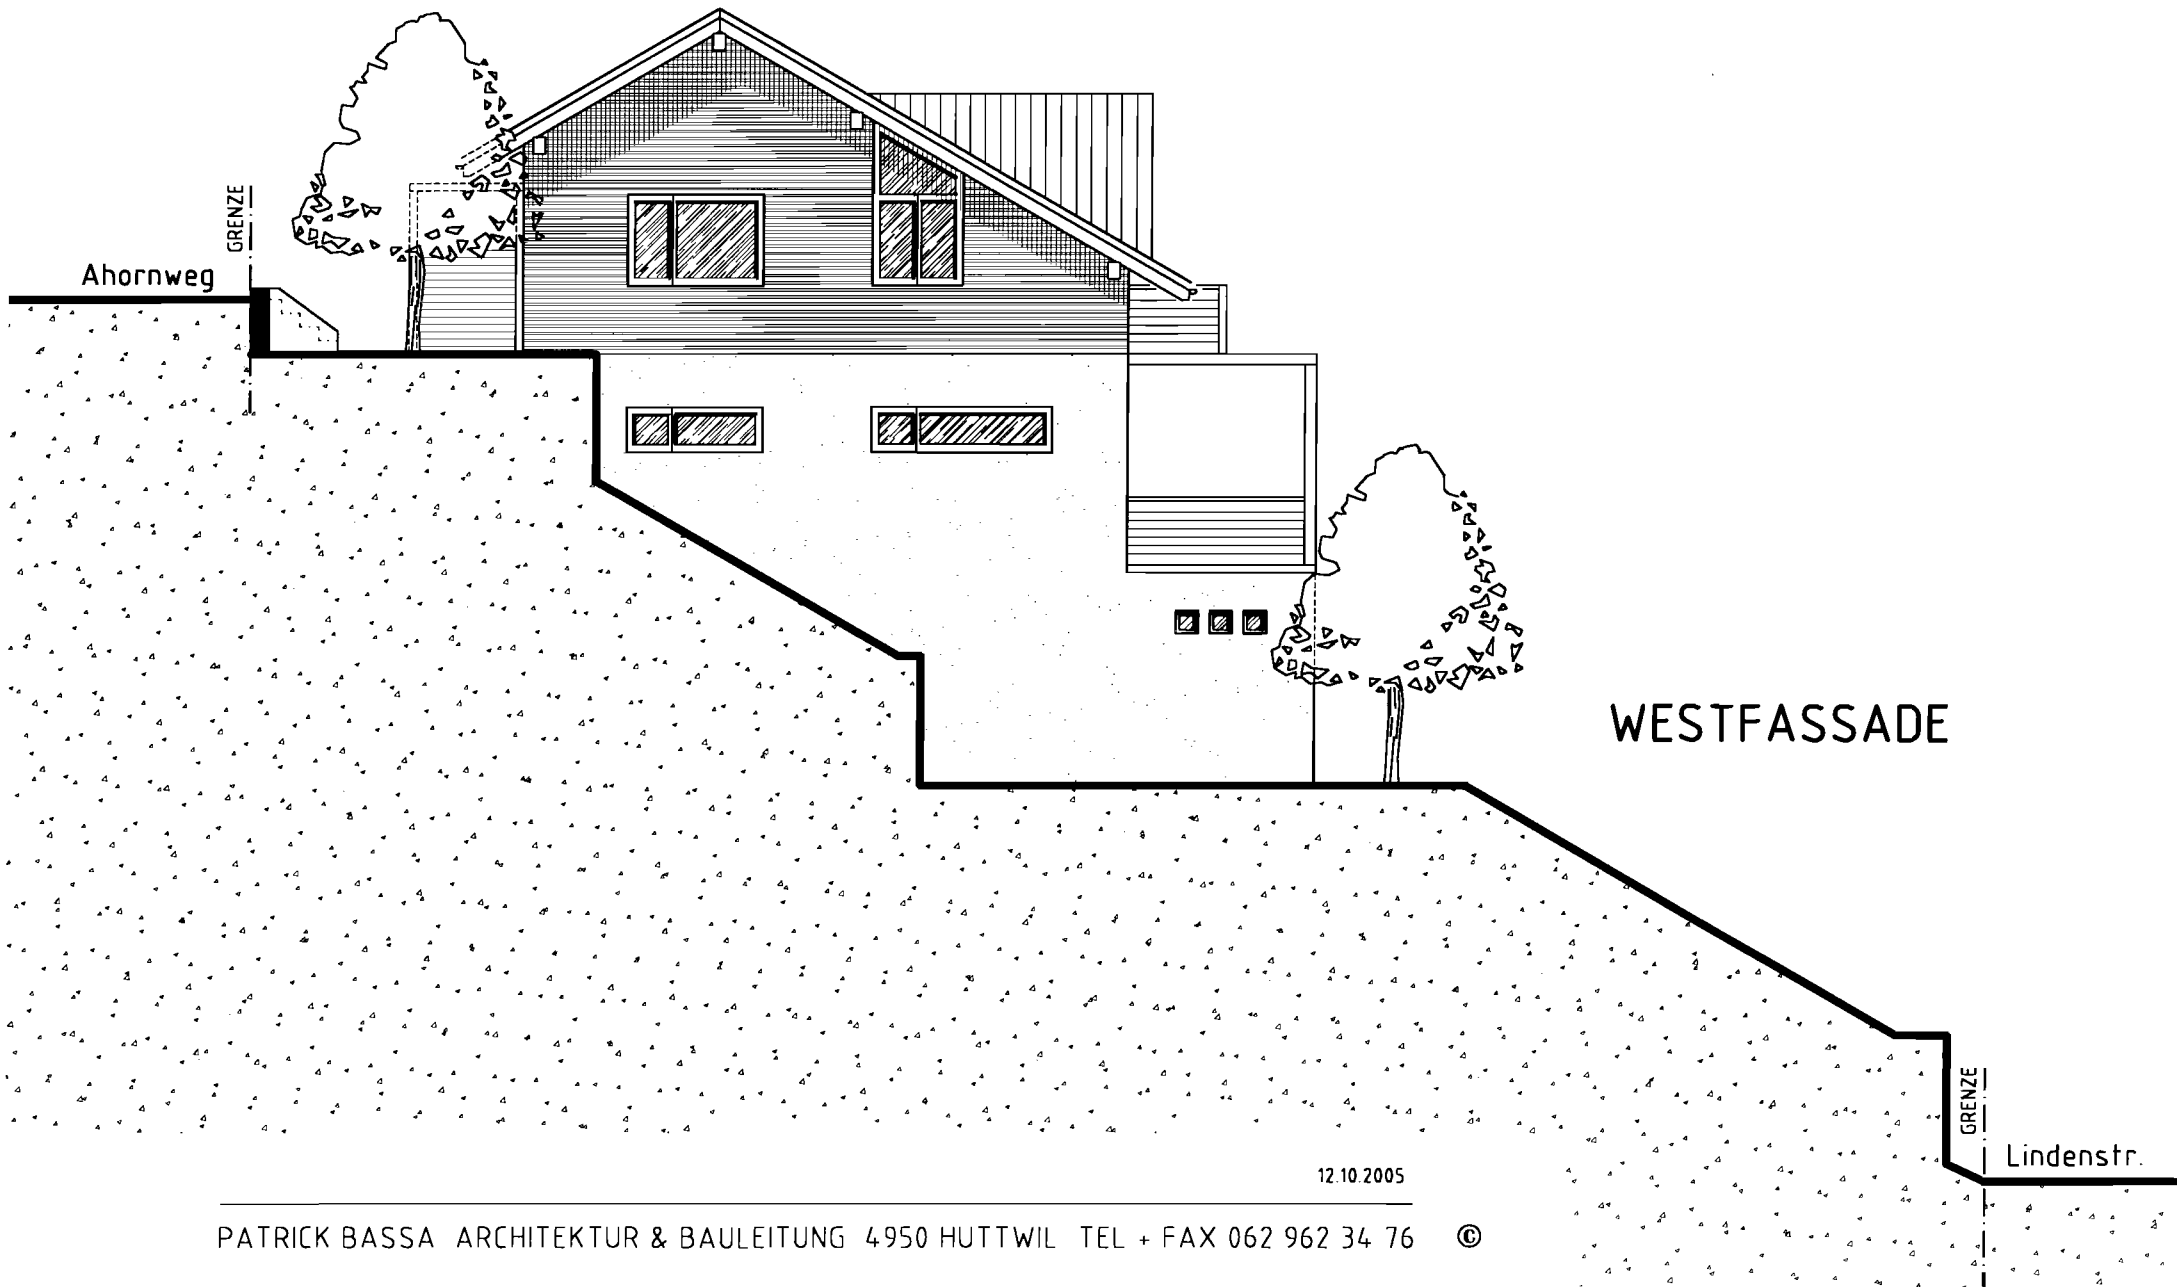 GRENZE
Ahornweg
WESTFASSADE
GRENZE
Lindenstr.
12.10.2005
PATRICK BASSA ARCHITEKTUR & BAULEITUNG 4950 HUTTWIL TEL + FAX 062 962 34 76 ©